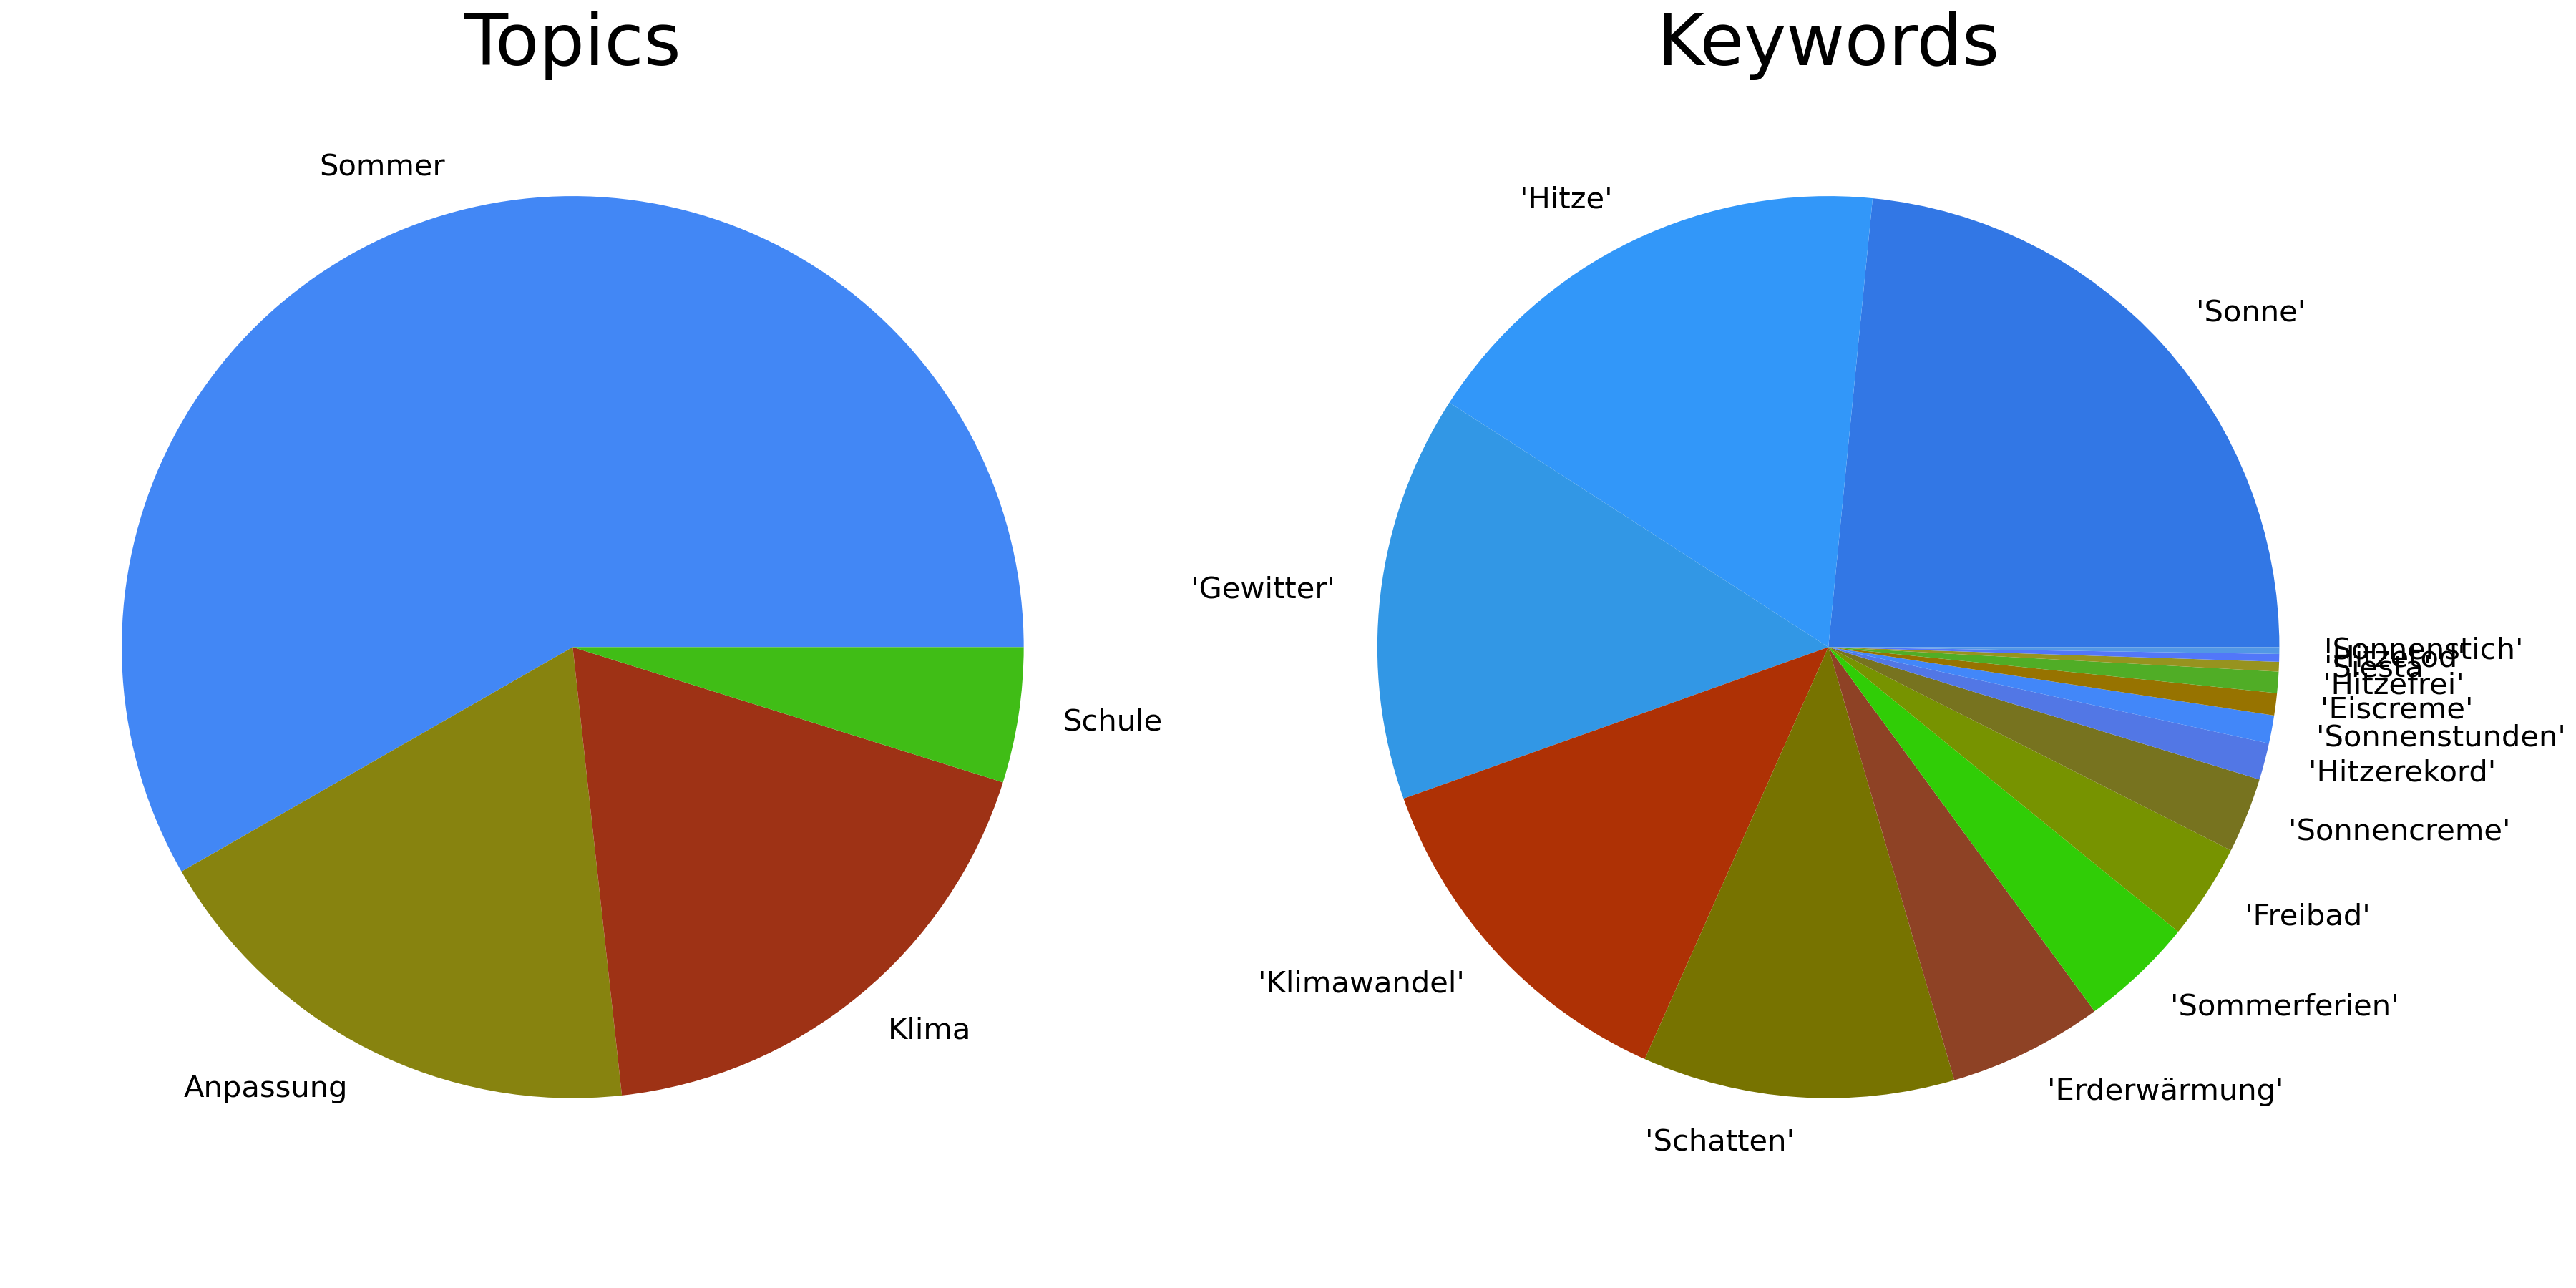 Topics
Sommer
Anpassung
Klima
Schule
Keywords
'Sonne'
'Hitze'
'Gewitter'
'Klimawandel'
'Schatten'
'Erderwärmung'
'Sommerferien'
'Freibad'
'Sonnencreme'
'Hitzerekord'
'Sonnenstunden'
'Eiscreme'
'Hitzefrei'
'Siesta'
'Hitzetod'
'Sonnenstich'